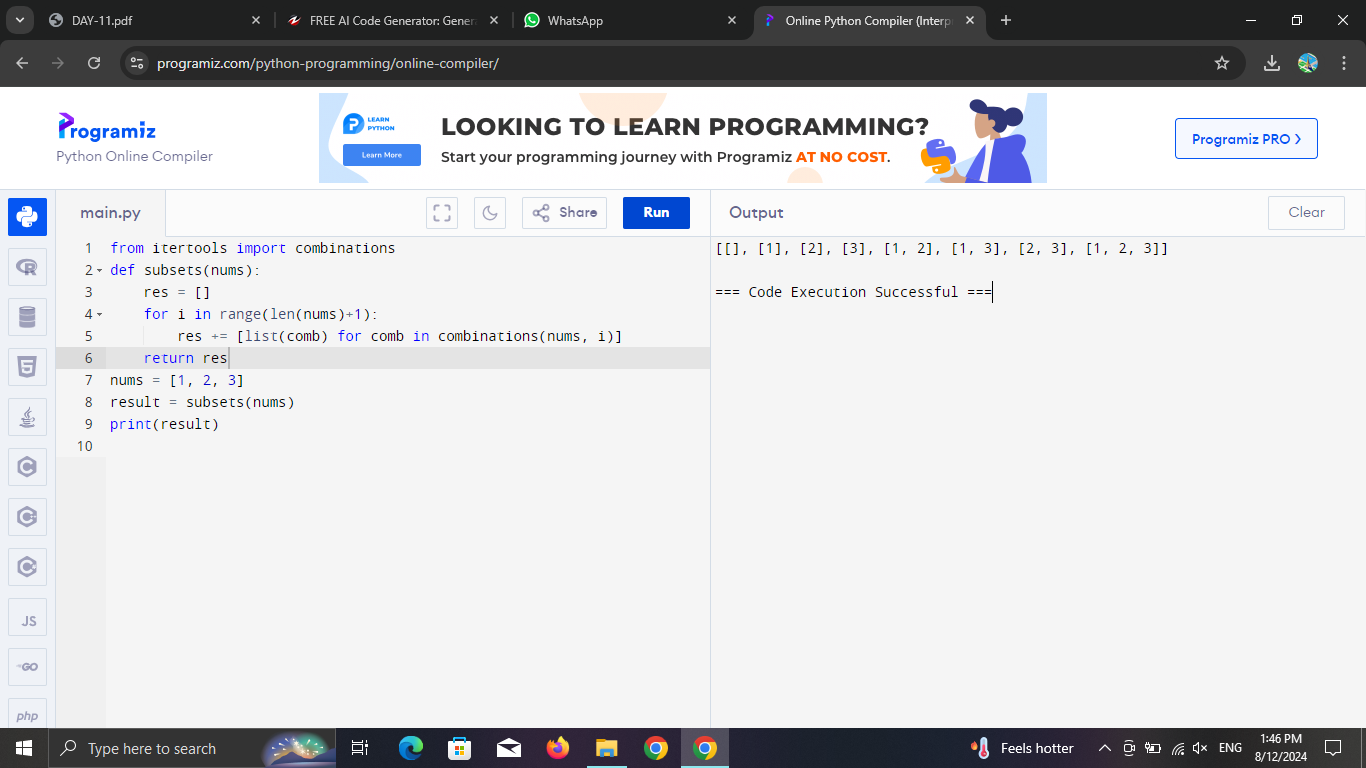 DAY-11.pdf
FREE AI Code Generator: Gener
WhatsApp
Online Python Compiler (Interp
programiz.com/python-programming/online-compiler/
Programiz
Python Online Compiler
LEARN
PYTHON
Learn More
LOOKING TO LEARN PROGRAMMING?
Start your programming journey with Programiz AT NO COST.
Programiz PRO >
main.py
Share
Run
Output
Clear
1 from itertools import combinations
2 def subsets(nums):
3     res = []
4     for i in range(len(nums)+1):
5         res += [list(comb) for comb in combinations(nums, i)]
6     return res
7 nums = [1, 2, 3]
8 result = subsets(nums)
9 print(result)
10
[[], [1], [2], [3], [1, 2], [1, 3], [2, 3], [1, 2, 3]]
=== Code Execution Successful ===
JS
GO
php
Type here to search
Feels hotter
ENG
1:46 PM
8/12/2024